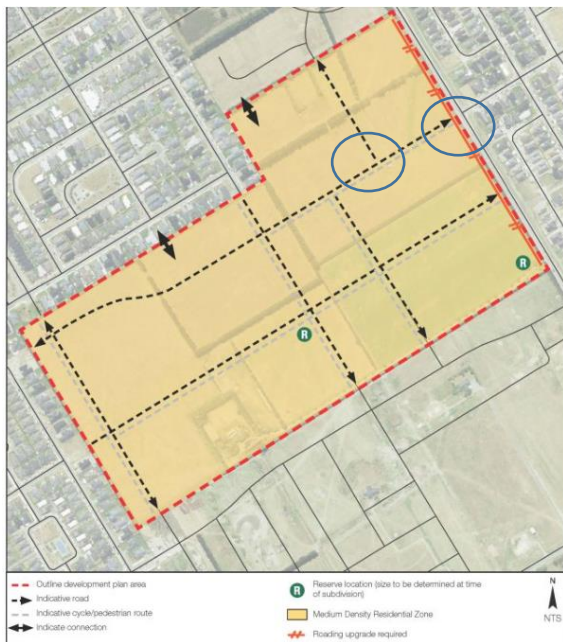 R
R
Outline development plan area
Indicative road
Indicative cycle/pedestrian route
Indicate connection
R
Reserve location (size to be determined at time
of subdivision)
Medium Density Residential Zone
Roading upgrade required
N
NTS